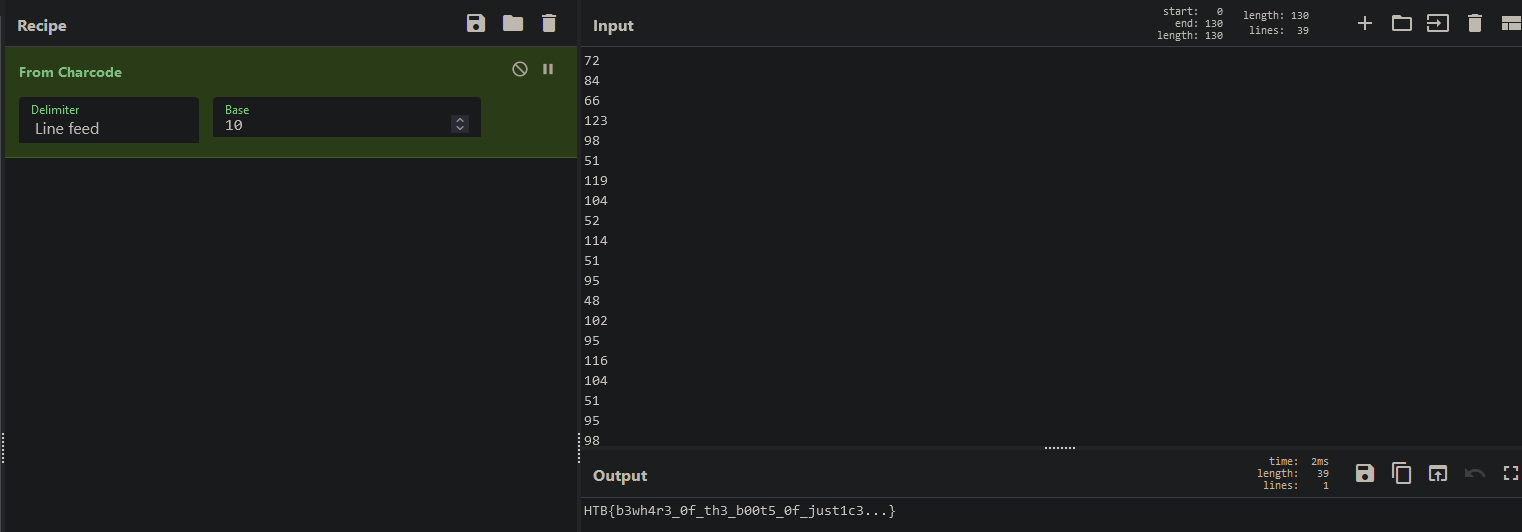 Recipe
From Charcode
Delimiter
Line feed
Base
10
Input
start: 0
end: 130
length: 130
length: 130
lines: 39
72
84
66
123
98
51
119
104
52
114
51
95
48
102
95
116
104
51
95
98
Output
time: 2ms
length: 39
lines: 1
HTB{b3wh4r3_0f_th3_b00t5_0f_just1c3...}